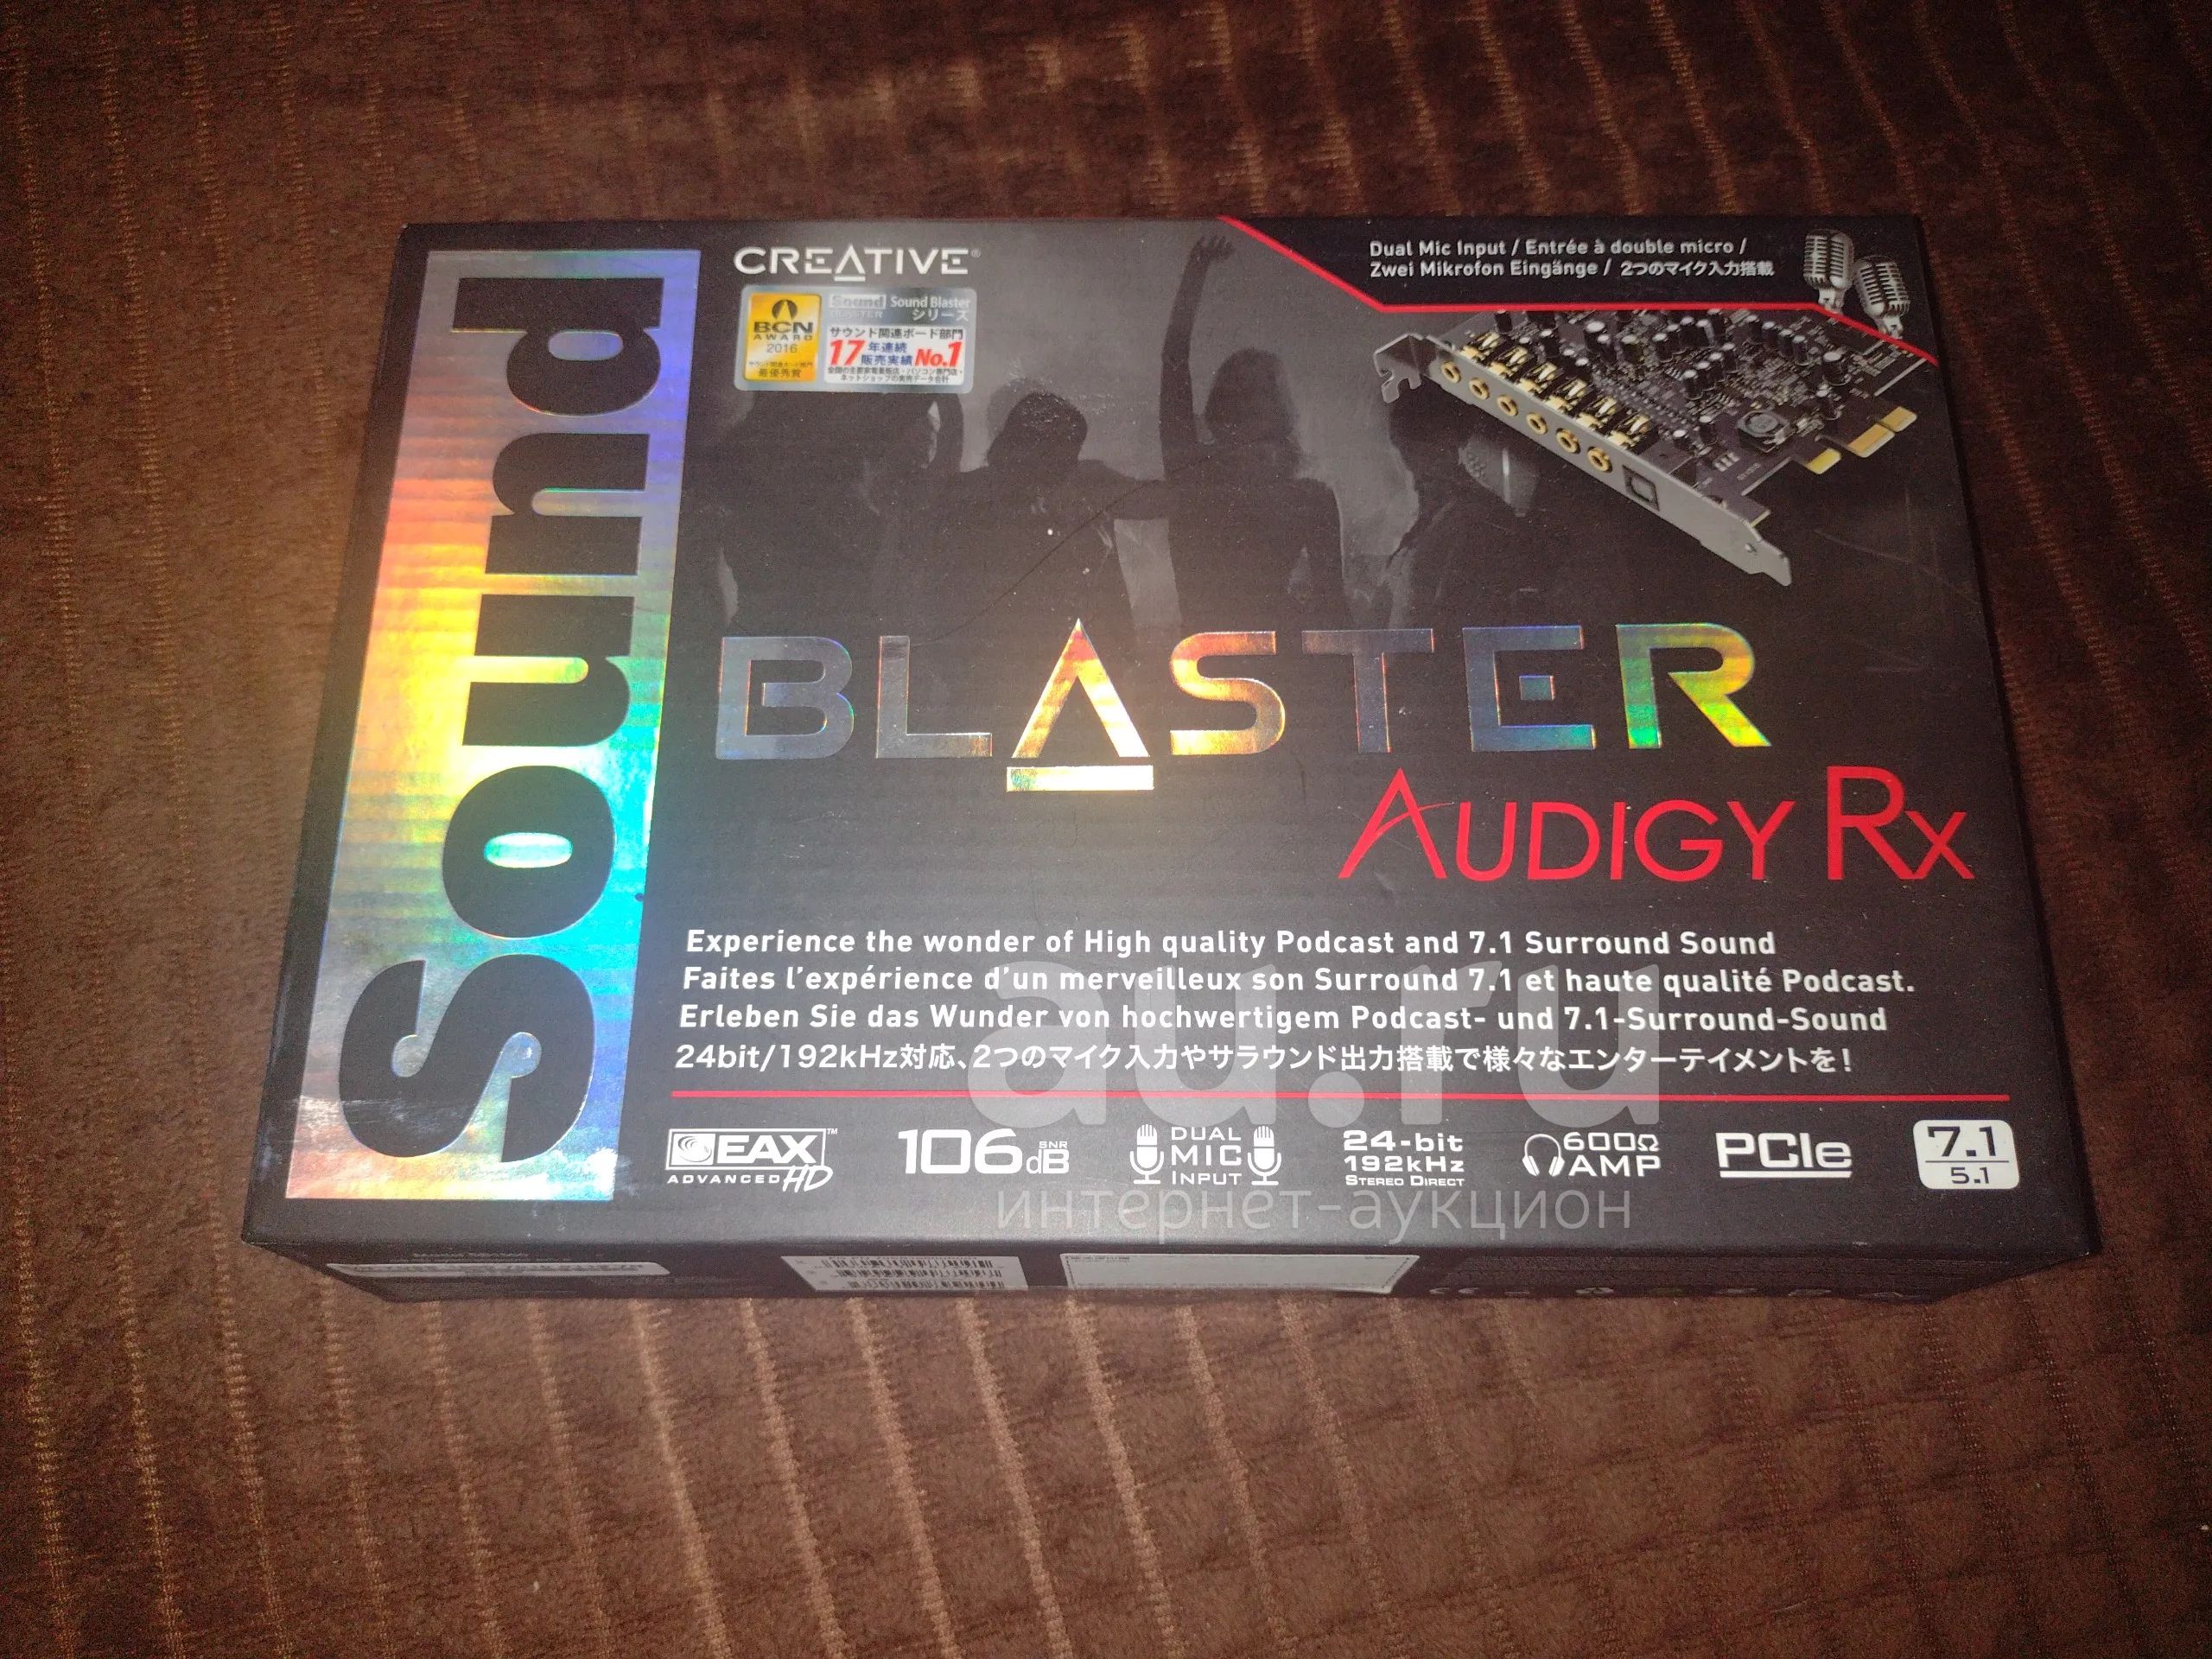 CREATIVE®
BCN
AWARD
2016
最優秀賞
Sound Blaster
シリーズ
サウンド関連ボード部門
17年連続
販売実績 No.1
Dual Mic Input / Entrée à double micro /
Zwei Mikrofon Eingänge / 2つのマイク入力搭載
Sound
BLASTER
AUDIGY RX
Experience the wonder of High quality Podcast and 7.1 Surround Sound
Faites l'expérience d'un merveilleux son Surround 7.1 et haute qualité Podcast.
Erleben Sie das Wunder von hochwertigem Podcast- und 7.1-Surround-Sound
24bit/192kHz対応、2つのマイク入力やサラウンド出力搭載で様々なエンターテイメントを!
au.ru
интернет-аукцион
EAX™
ADVANCED HD
106dB SNR
DUAL
MIC
INPUT
24-bit
192kHz
STEREO DIRECT
600Ω
AMP
PCIe
7.1
5.1